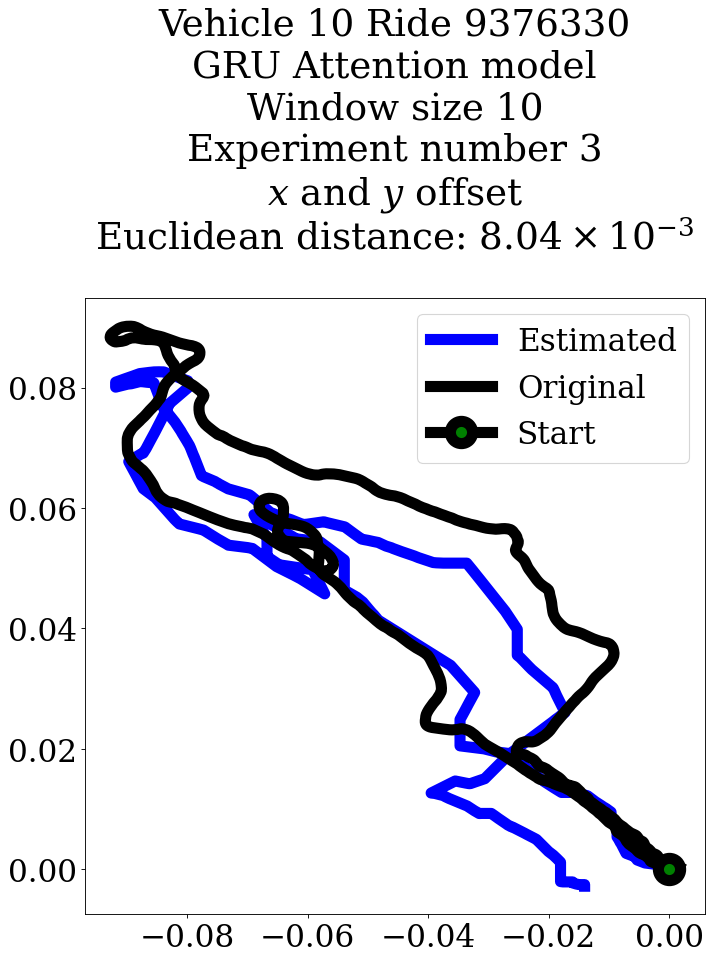 Vehicle 10 Ride 9376330
GRU Attention model
Window size 10
Experiment number 3
x and y offset
Euclidean distance: 8.04 × 10⁻³
Estimated
Original
Start
0.08
0.06
0.04
0.02
0.00
−0.08 −0.06 −0.04 −0.02 0.00